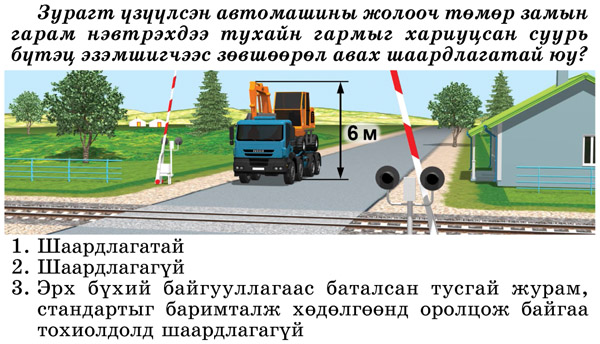 Зурагт үзүүлсэн автомашины жолооч төмөр замын
гарам нэвтрэхдээ тухайн гармыг хариуцсан суурь
бүтэц эзэмшигчээс зөвшөөрөл авах шаардлагатай юу?
6 м
1. Шаардлагатай
2. Шаардлагагүй
3. Эрх бүхий байгууллагаас баталсан тусгай журам,
стандартыг баримталж хөдөлгөөнд оролцож байгаа
тохиолдолд шаардлагагүй